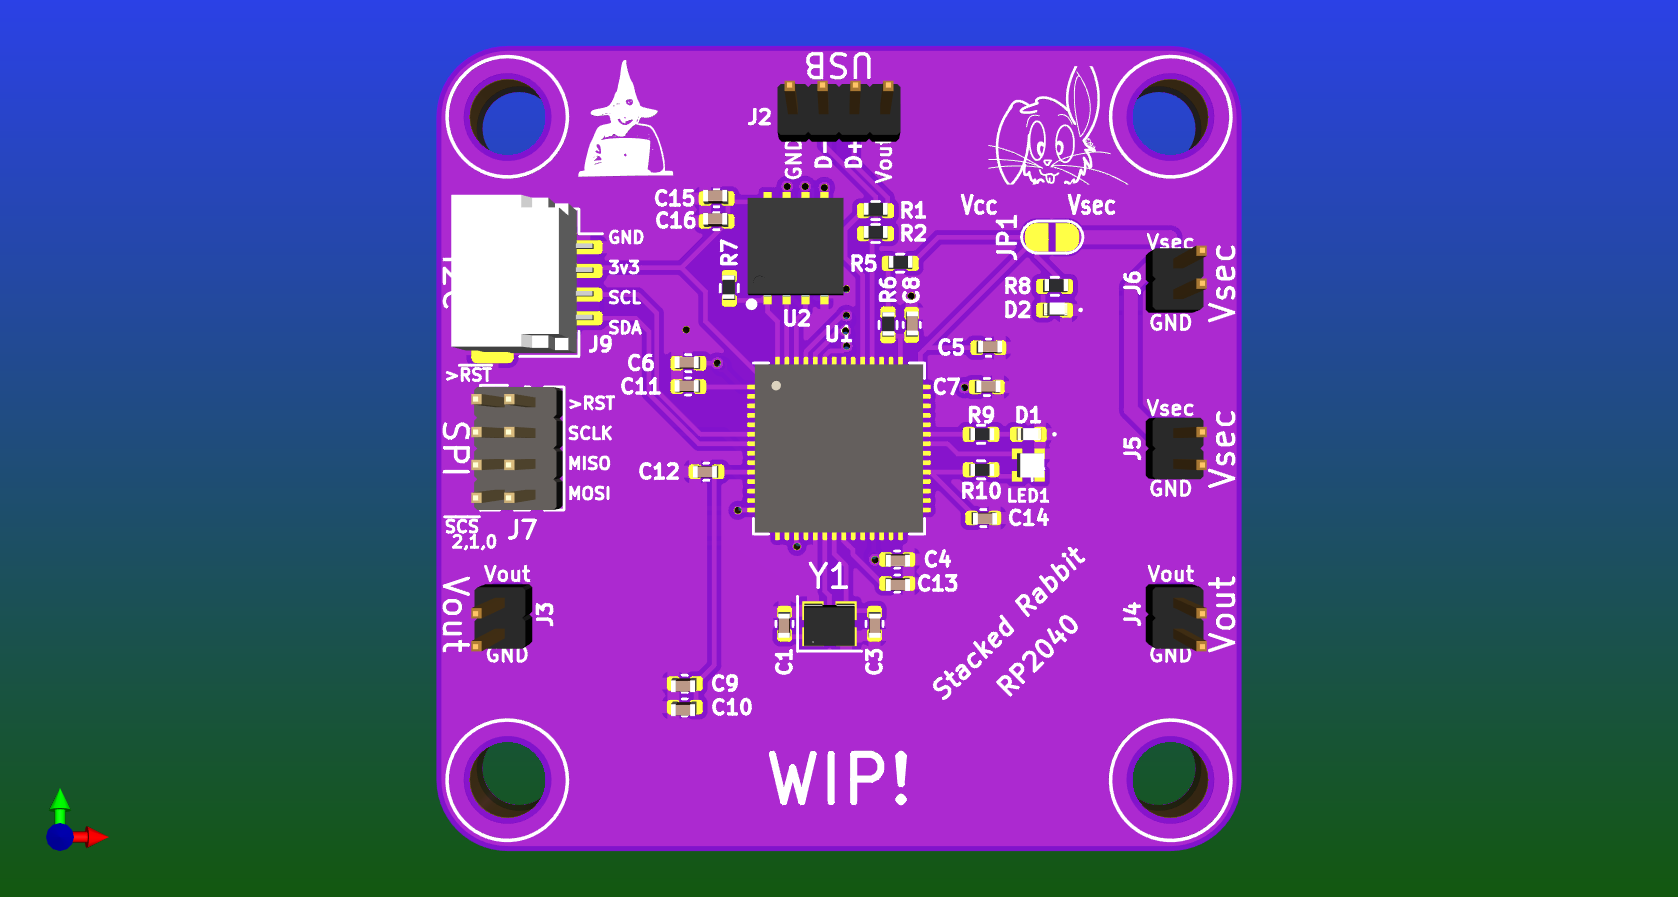 USB
J2
GND
D-
D+
Vout
C15
C16
R1
R2
Vcc
Vsec
JP1
GND
3v3
SCL
SDA
J9
R7
R5
R6
C8
R8
D2
Vsec
J6
Vsec
GND
U2
U1
C5
C6
C11
C7
>RST
>RST
SCLK
MISO
MOSI
SPI
R9
D1
Vsec
J5
Vsec
GND
C12
R10
LED1
C14
SCS
2,1,0
J7
C4
C13
Y1
Vout
Vout
J3
GND
Vout
J4
Vout
GND
C1
C3
Stacked Rabbit
RP2040
C9
C10
WIP!